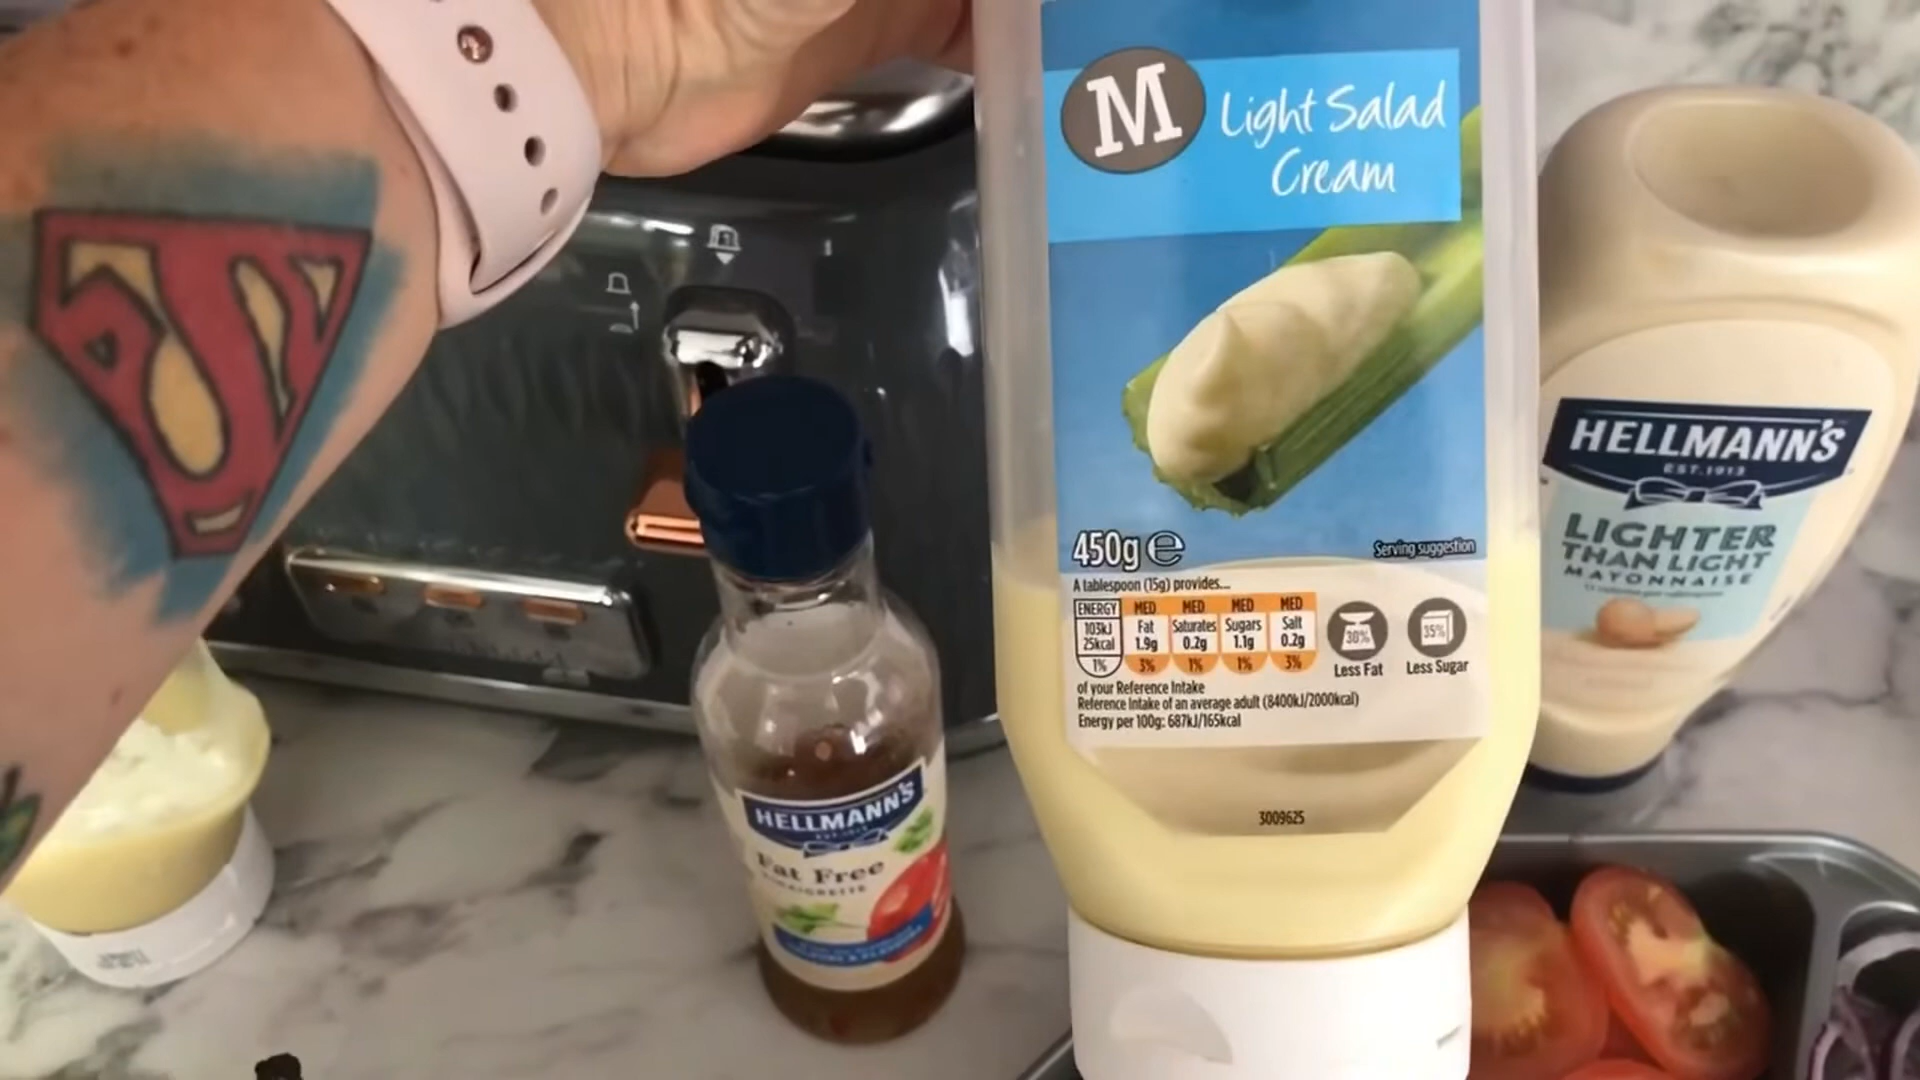 M
Light Salad
Cream
450g e
Serving suggestion
A tablespoon (15g) provides...
ENERGY
103kJ
25kcal
1%
MED
Fat
1.9g
3%
MED
Saturates
0.2g
1%
MED
Sugars
1.1g
1%
MED
Salt
0.2g
3%
30%
Less Fat
35%
Less Sugar
of your Reference Intake
Reference Intake of an average adult (8400kJ/2000kcal)
Energy per 100g: 687kJ/165kcal
3009625
HELLMANN'S
Fat Free
VINAIGRETTE
HELLMANN'S
EST. 1913
LIGHTER
THAN LIGHT
MAYONNAISE